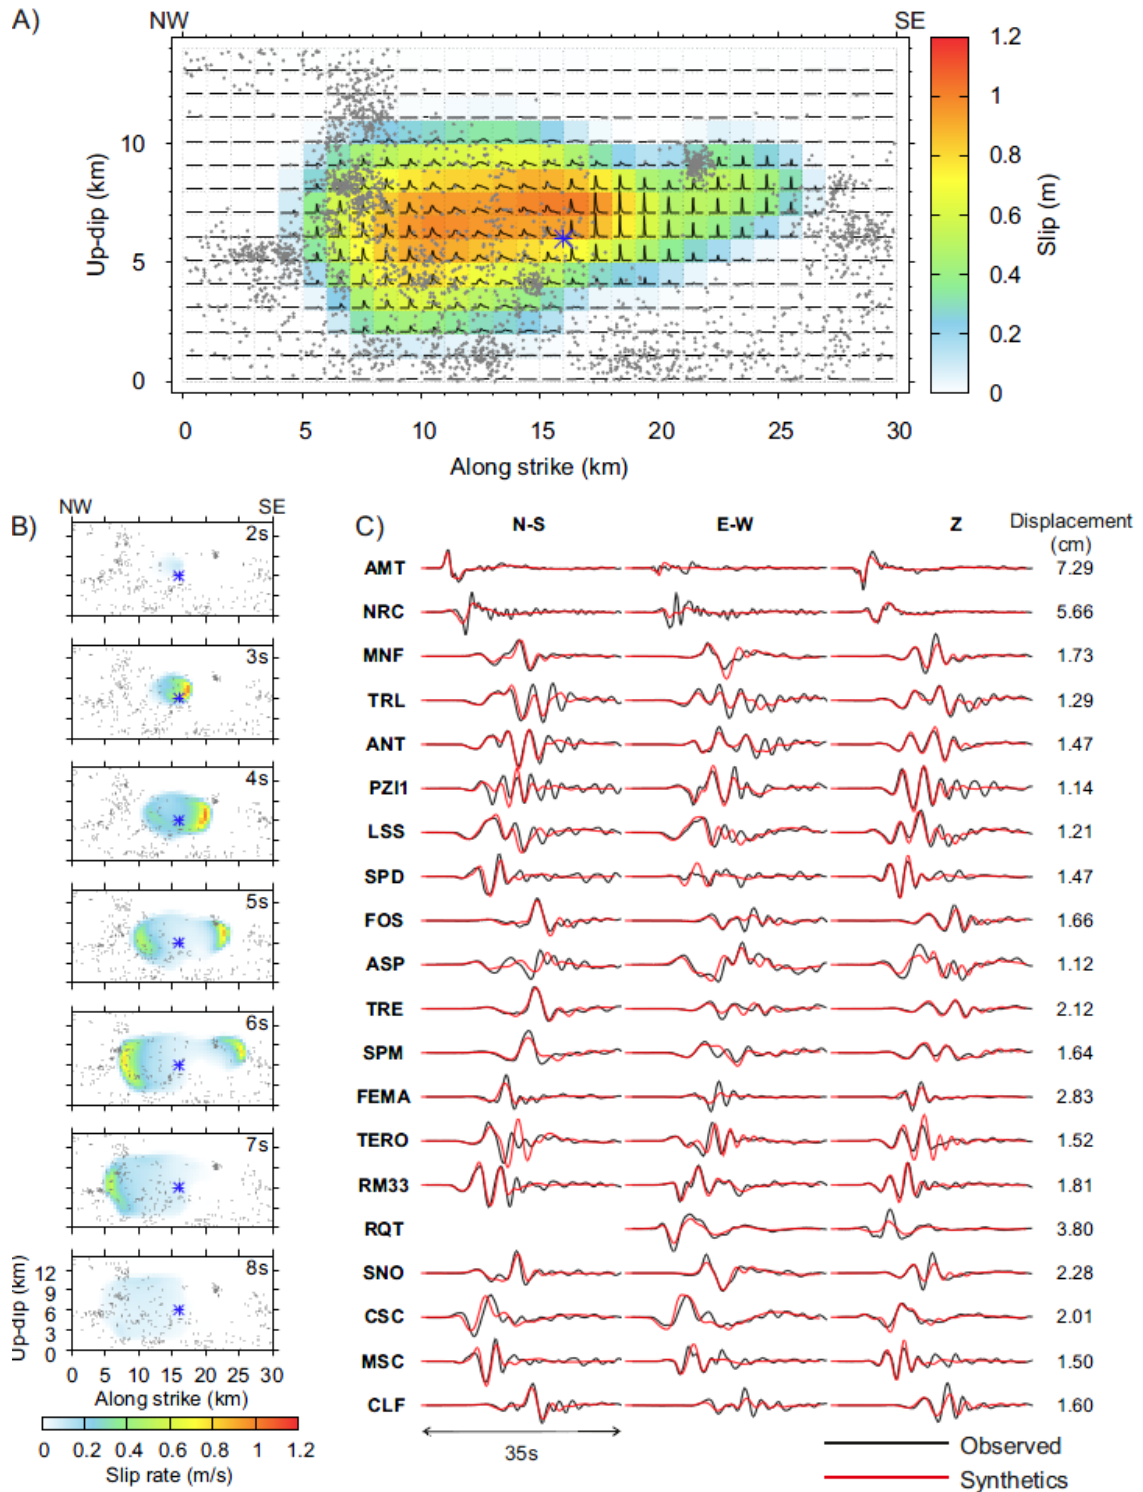 A)
NW SE
1.2
1
0.8
0.6
0.4
0.2
0
Slip (m)
10
5
0
Up-dip (km)
0 5 10 15 20 25 30
Along strike (km)
B)
NW SE
2s
3s
4s
5s
6s
7s
8s
12
9
6
3
0
Up-dip (km)
0 5 10 15 20 25 30
Along strike (km)
0 0.2 0.4 0.6 0.8 1 1.2
Slip rate (m/s)
C)
N-S E-W Z Displacement
(cm)
AMT 7.29
NRC 5.66
MNF 1.73
TRL 1.29
ANT 1.47
PZI1 1.14
LSS 1.21
SPD 1.47
FOS 1.66
ASP 1.12
TRE 2.12
SPM 1.64
FEMA 2.83
TERO 1.52
RM33 1.81
RQT 3.80
SNO 2.28
CSC 2.01
MSC 1.50
CLF 1.60
35s
Observed
Synthetics